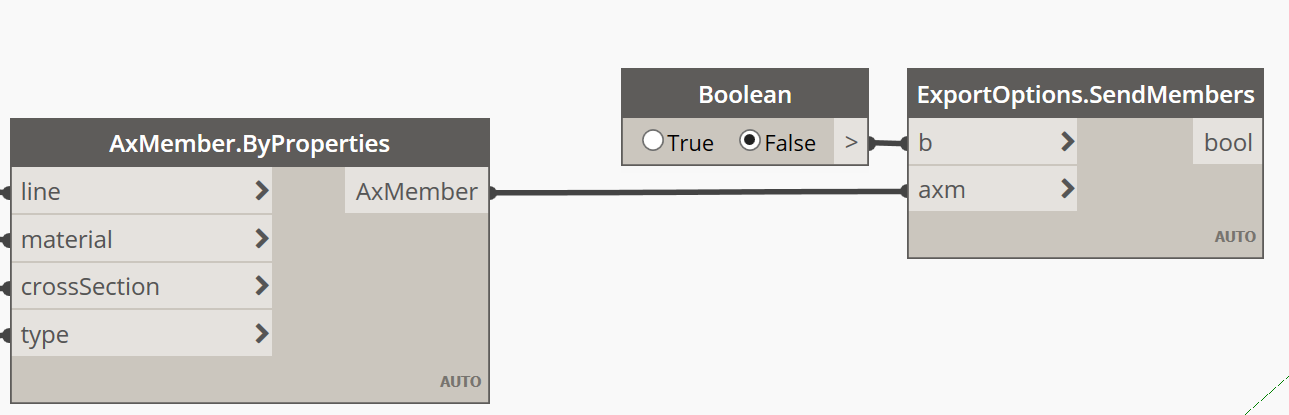 AxMember.ByProperties
line
AxMember
material
crossSection
type
AUTO
Boolean
True
False
>
ExportOptions.SendMembers
b
bool
axm
AUTO